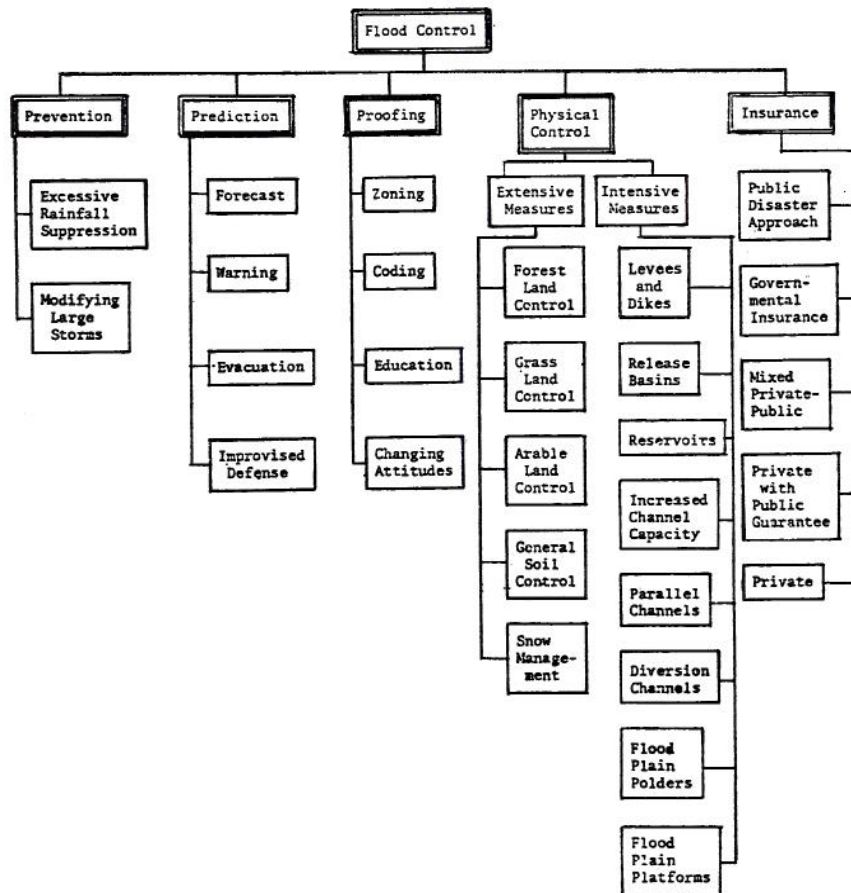 Flood Control
Prevention
Excessive
Rainfall
Suppression
Modifying
Large
Storms
Prediction
Forecast
Warning
Evacuation
Improvised
Defense
Proofing
Zoning
Coding
Education
Changing
Attitudes
Physical
Control
Extensive
Measures
Forest
Land
Control
Grass
Land
Control
Arable
Land
Control
General
Soil
Control
Snow
Manage-
ment
Intensive
Measures
Levees
and
Dikes
Release
Basins
Reservoirs
Increased
Channel
Capacity
Parallel
Channels
Diversion
Channels
Flood
Plain
Polders
Flood
Plain
Platforms
Insurance
Public
Disaster
Approach
Govern-
mental
Insurance
Mixed
Private-
Public
Private
with
Public
Guarantee
Private